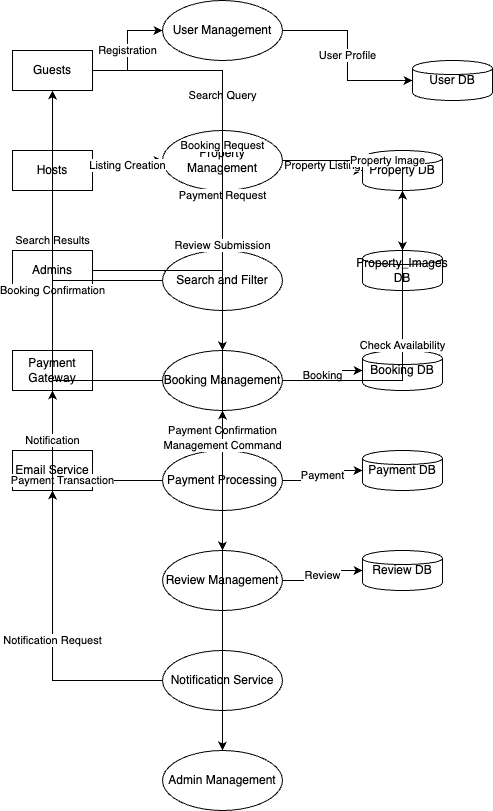 User Management
Registration
User Profile
Guests
User DB
Search Query
Booking Request
Property
Management
Hosts
Listing Creation
Property Listing
Property Image
Property DB
Payment Request
Search Results
Review Submission
Admins
Booking Confirmation
Search and Filter
Property_Images
DB
Check Availability
Payment
Gateway
Booking Management
Booking
Booking DB
Payment Confirmation
Notification
Management Command
Email Service
Payment Transaction
Payment Processing
Payment
Payment DB
Review Management
Review
Review DB
Notification Request
Notification Service
Admin Management